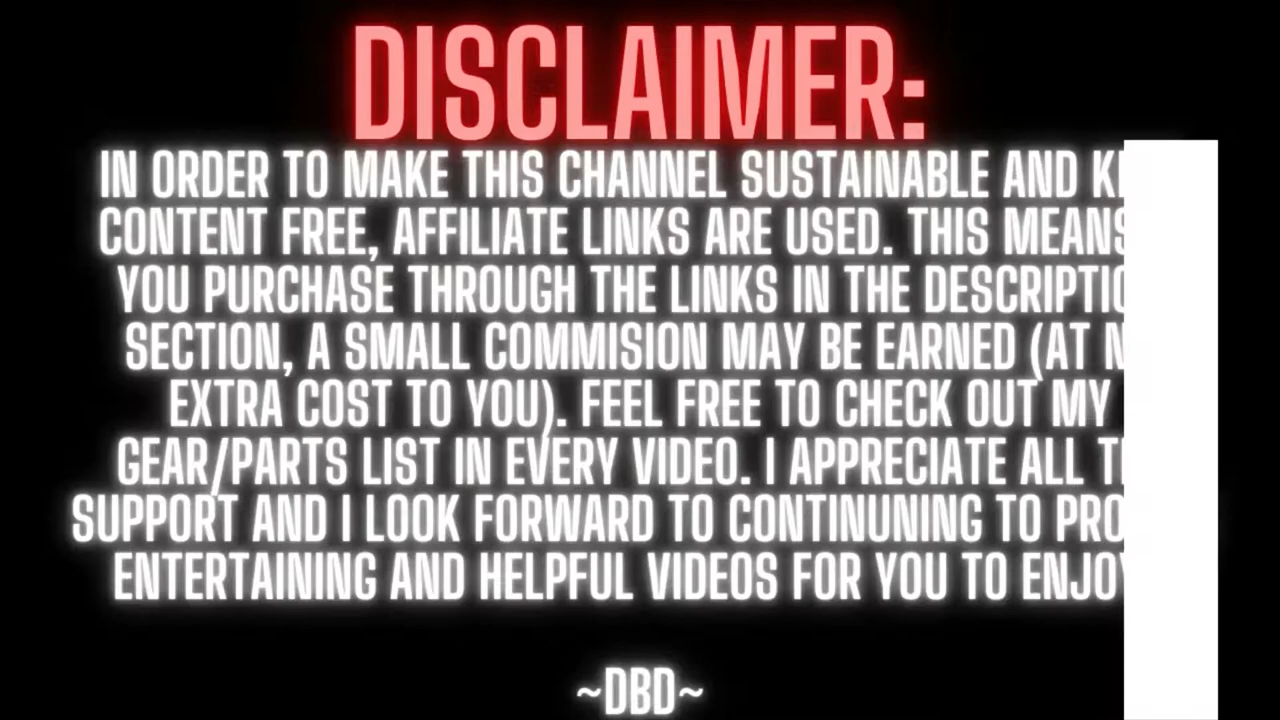 DISCLAIMER:
IN ORDER TO MAKE THIS CHANNEL SUSTAINABLE AND
CONTENT FREE, AFFILIATE LINKS ARE USED. THIS MEANS
YOU PURCHASE THROUGH THE LINKS IN THE
SECTION, A SMALL COMMISION MAY BE EARNED (AT
EXTRA COST TO YOU). FEEL FREE TO CHECK OUT MY
GEAR/PARTS LIST IN EVERY VIDEO. I APPRECIATE ALL
SUPPORT AND I LOOK FORWARD TO CONTINUNING TO
ENTERTAINING AND HELPFUL VIDEOS FOR YOU TO ENJOY
~DBD~